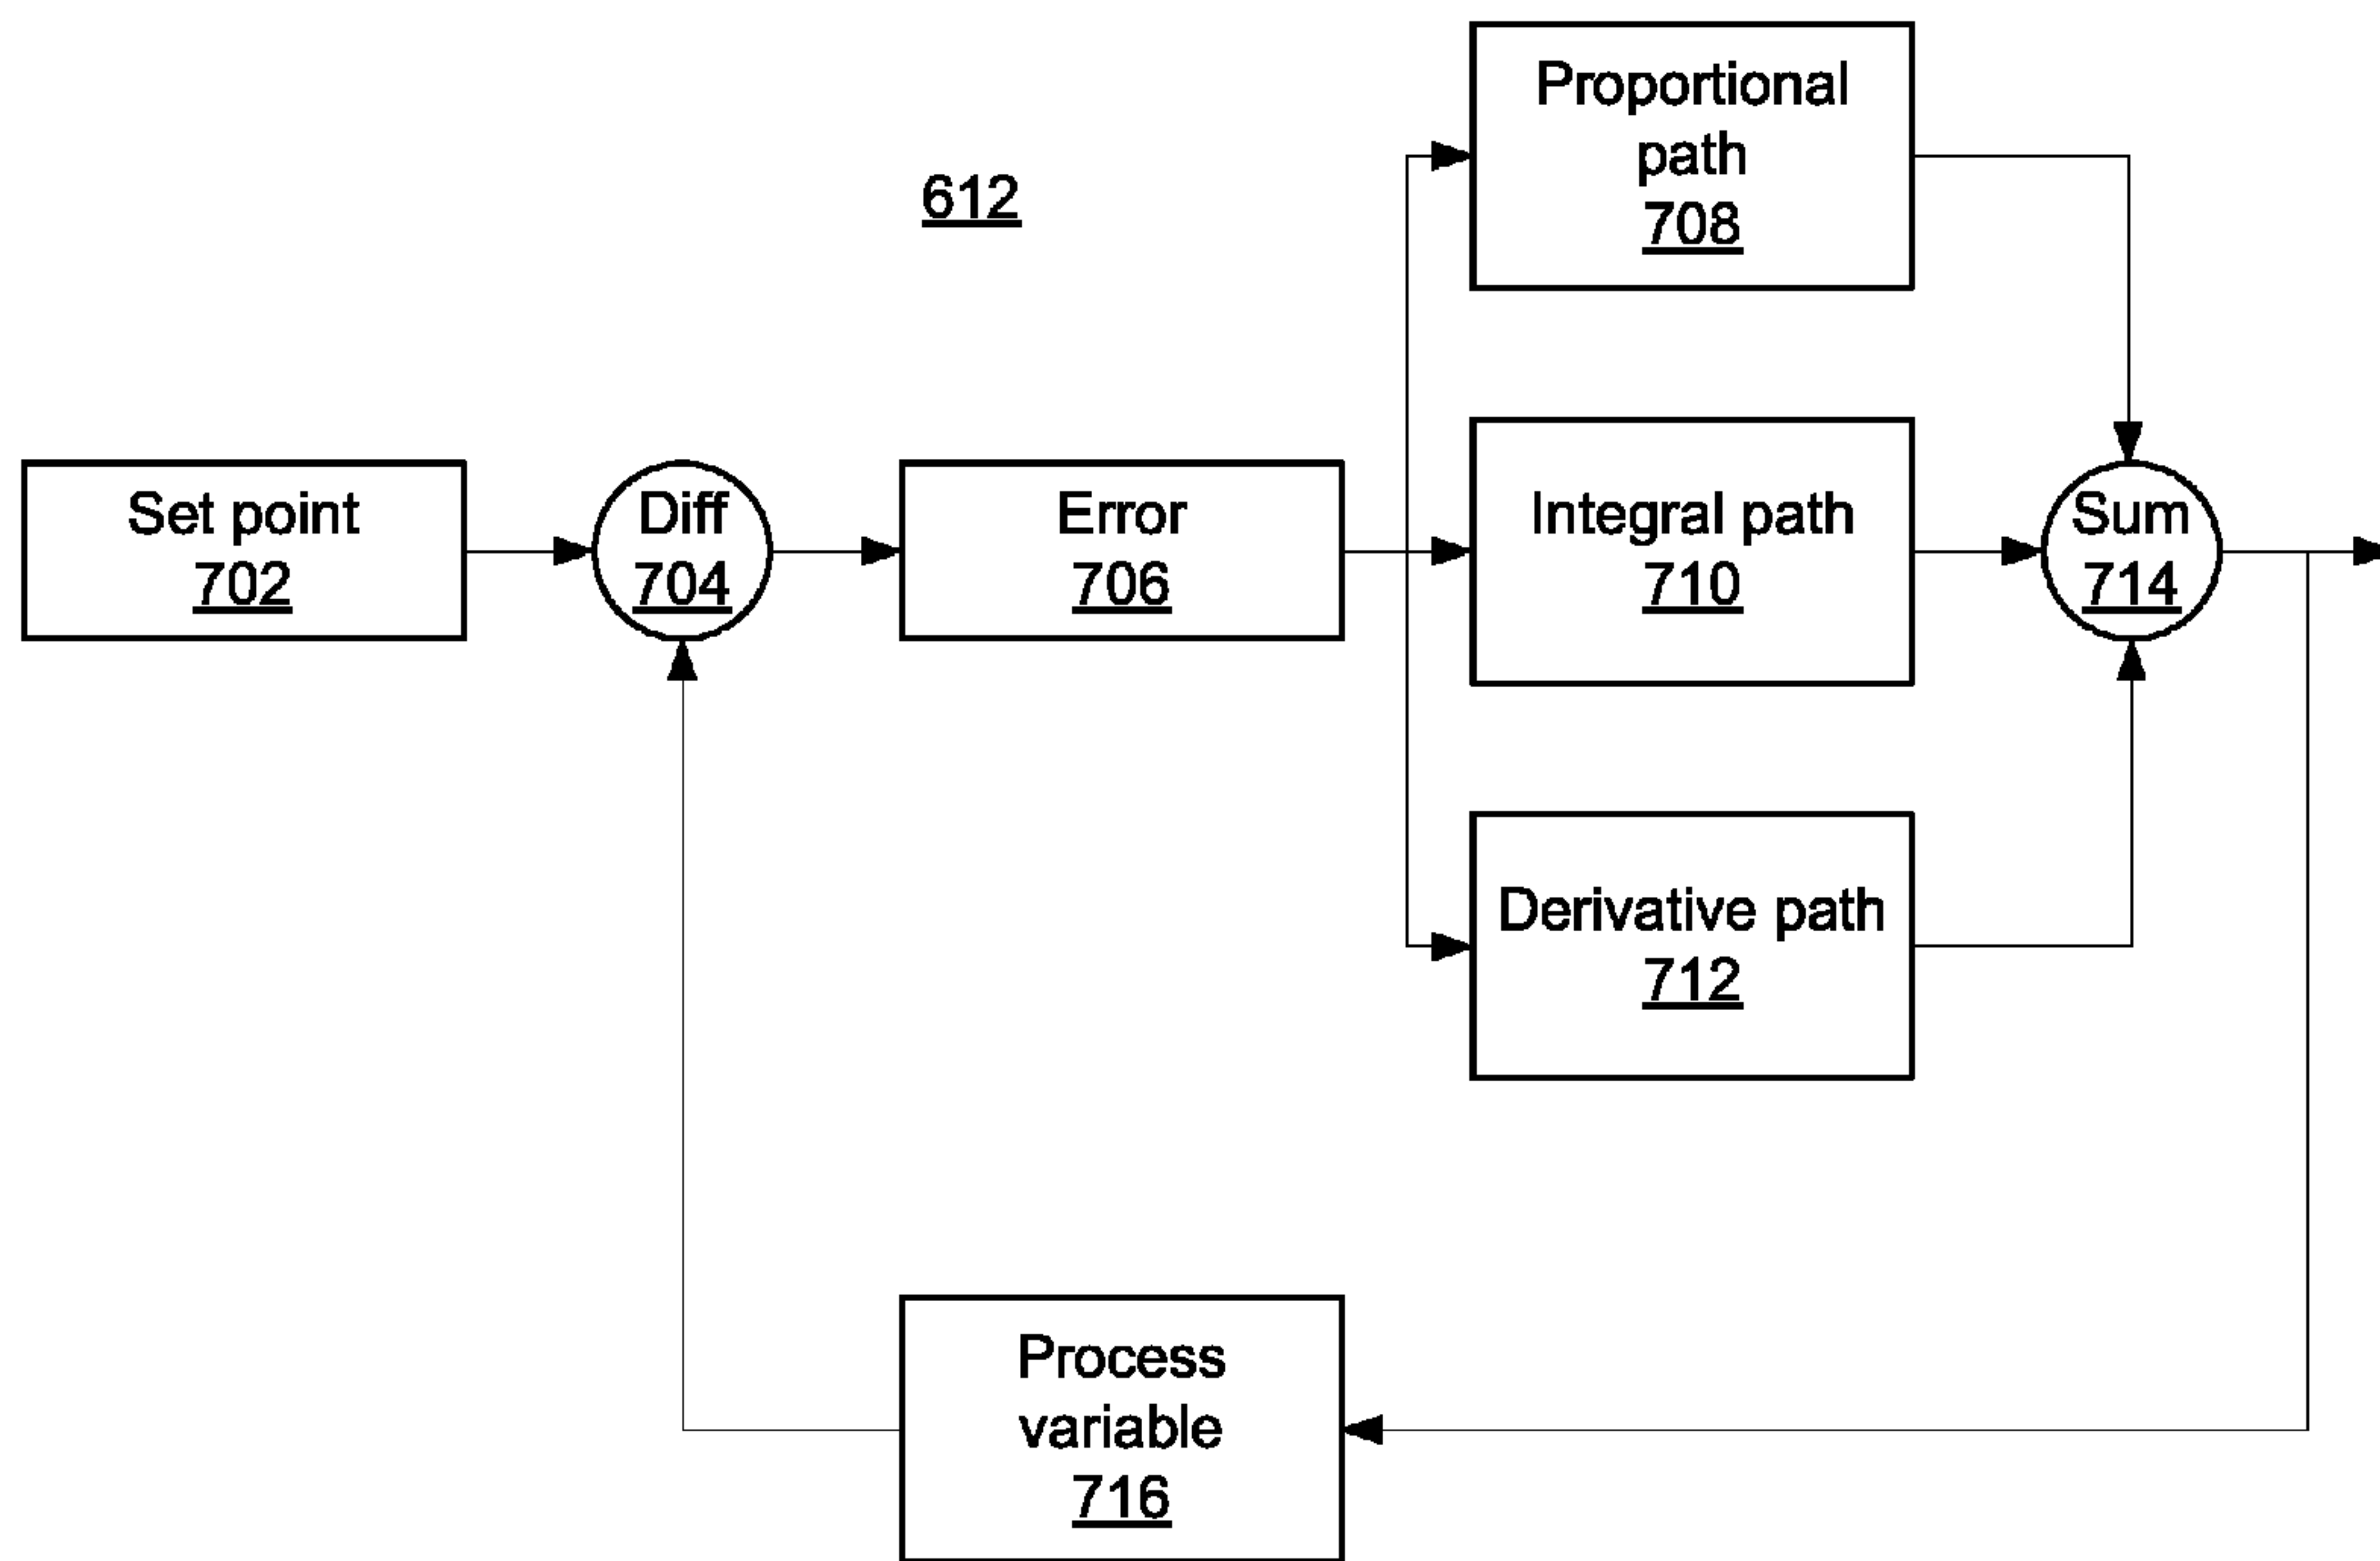 612
Proportional
path
708
Set point
702
Diff
704
Error
706
Integral path
710
Sum
714
Derivative path
712
Process
variable
716